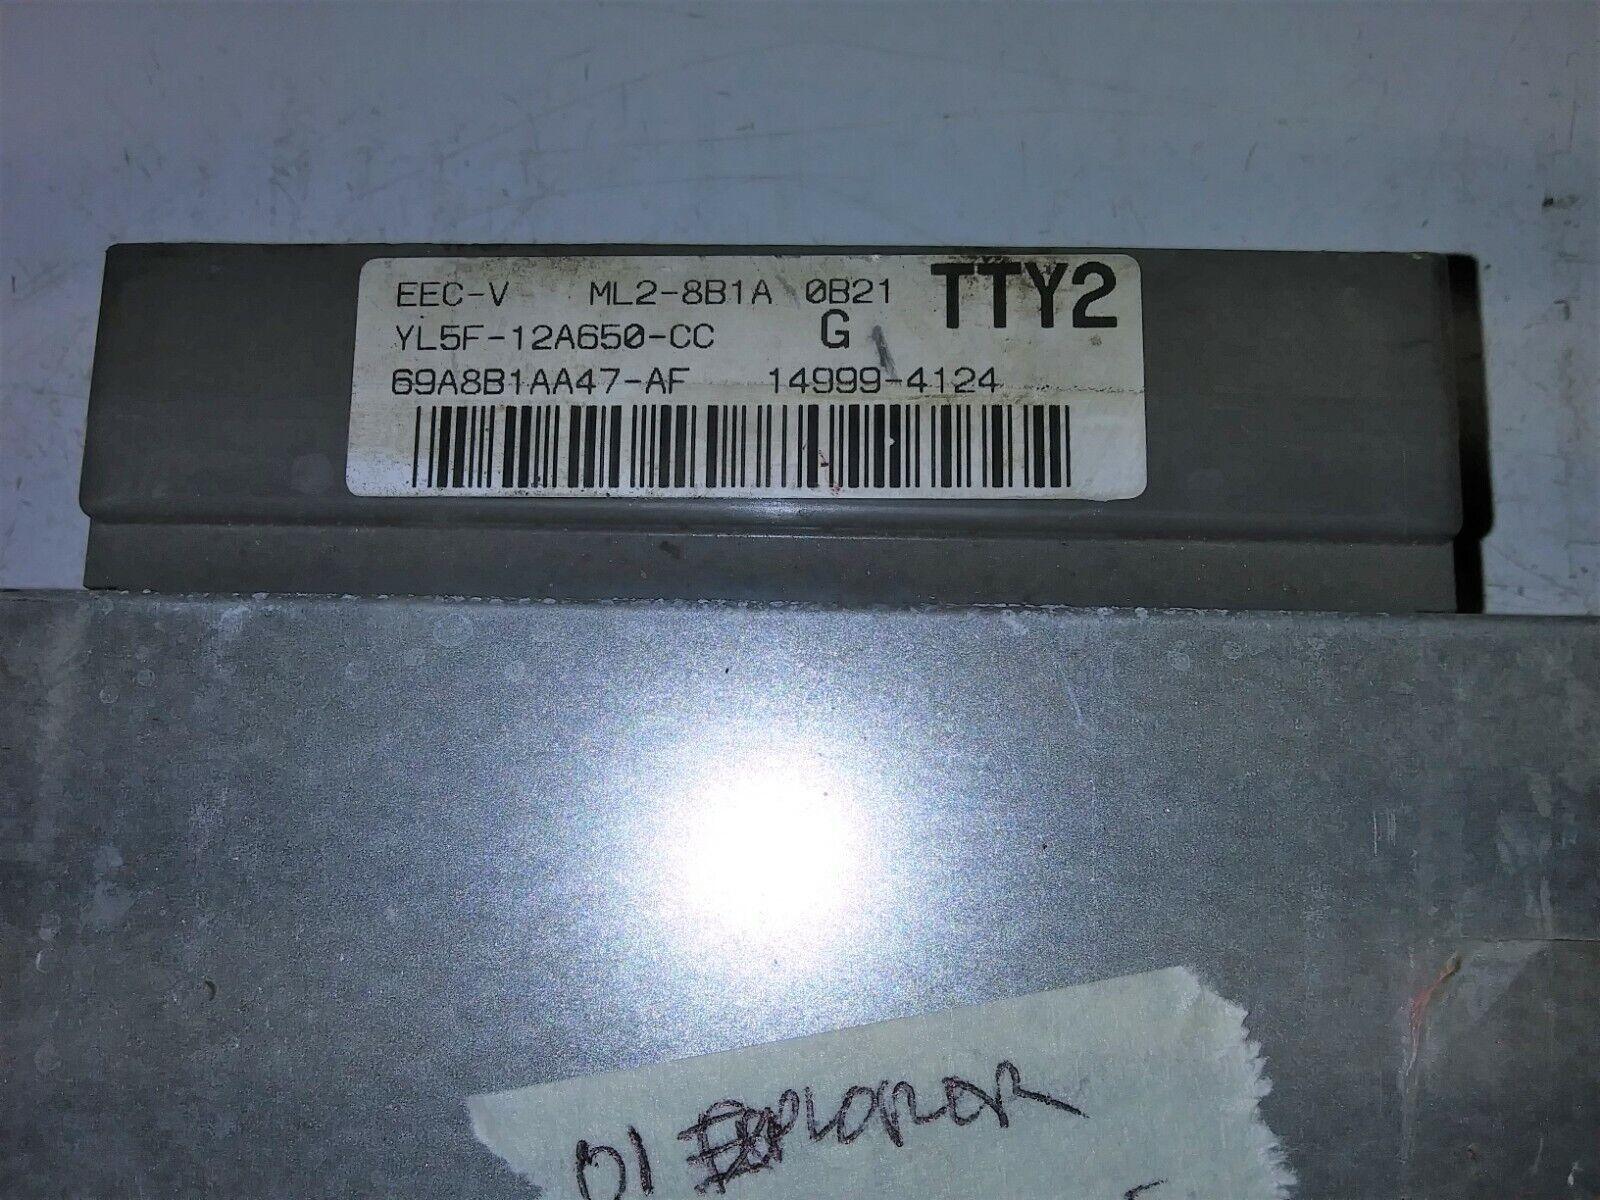 EEC-V ML2-8B1A 0B21 TTY2
YL5F-12A650-CC G
69A8B1AA47-AF 14999-4124
01 EXPLORER